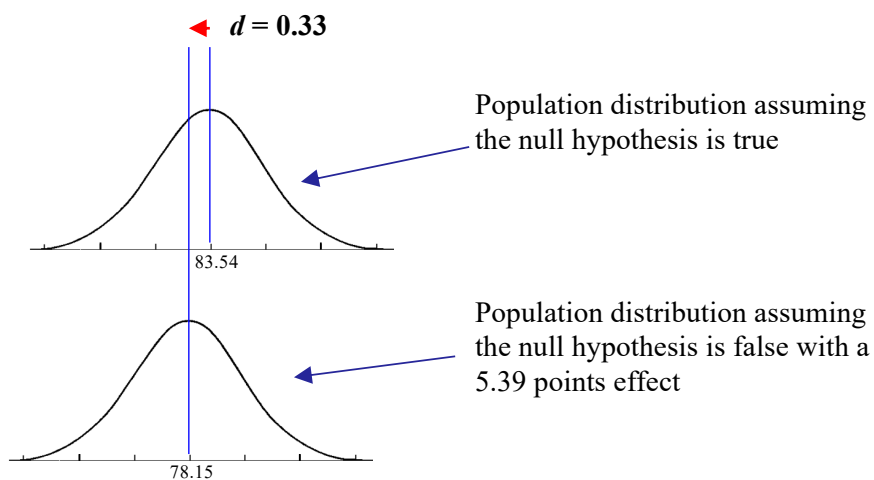 d = 0.33
Population distribution assuming
the null hypothesis is true
83.54
Population distribution assuming
the null hypothesis is false with a
5.39 points effect
78.15